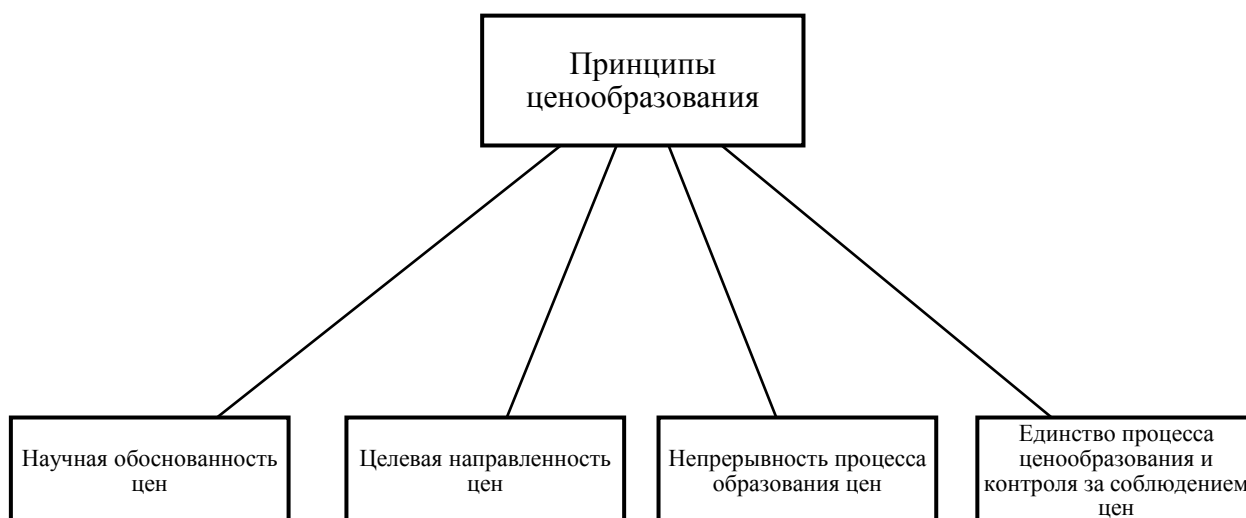 Принципы
ценообразования
Научная обоснованность
цен
Целевая направленность
цен
Непрерывность процесса
образования цен
Единство процесса
ценообразования и
контроля за соблюдением
цен